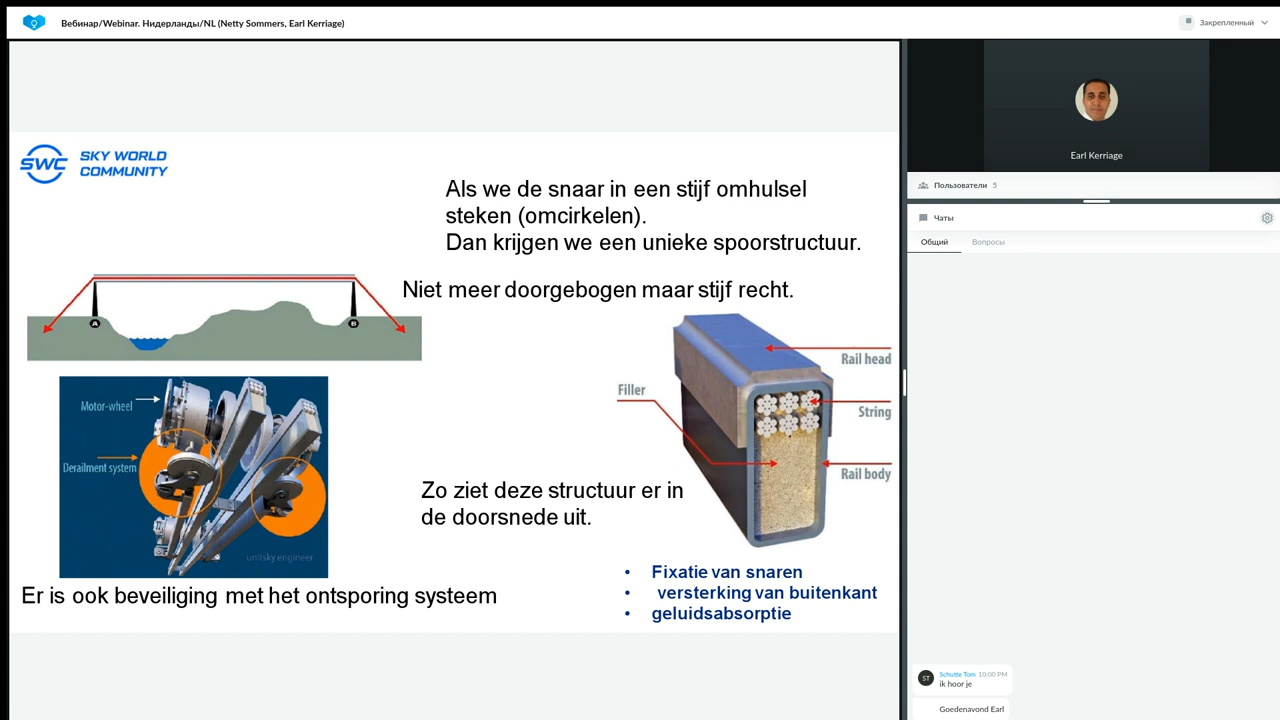 Вебинар/Webinar. Нидерланды/NL (Netty Sommers, Earl Kerriage)
Закрепленный
SWC SKY WORLD
COMMUNITY
Als we de snaar in een stijf omhulsel
steken (omcirkelen).
Dan krijgen we een unieke spoorstructuur.
Niet meer doorgebogen maar stijf recht.
A
B
Rail head
Filler
String
Rail body
Motor-wheel
Derailment system
unitsky engineer
Zo ziet deze structuur er in
de doorsnede uit.
Er is ook beveiliging met het ontsporing systeem
• Fixatie van snaren
• versterking van buitenkant
• geluidsabsorptie
Earl Kerriage
Пользователи 5
Чаты
Общий
Вопросы
ST
Schutte Tom 10:00 PM
ik hoor je
Goedenavond Earl